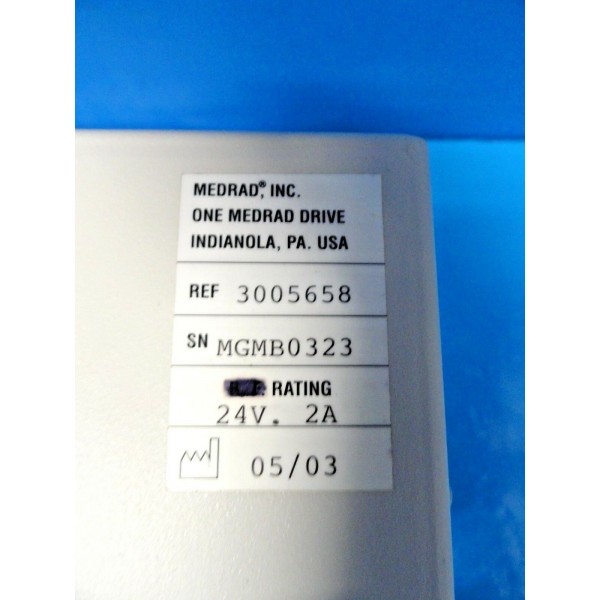 MEDRAD®, INC.
ONE MEDRAD DRIVE
INDIANOLA, PA. USA
REF 3005658
SN MGMB0323
RATING
24V. 2A
05/03